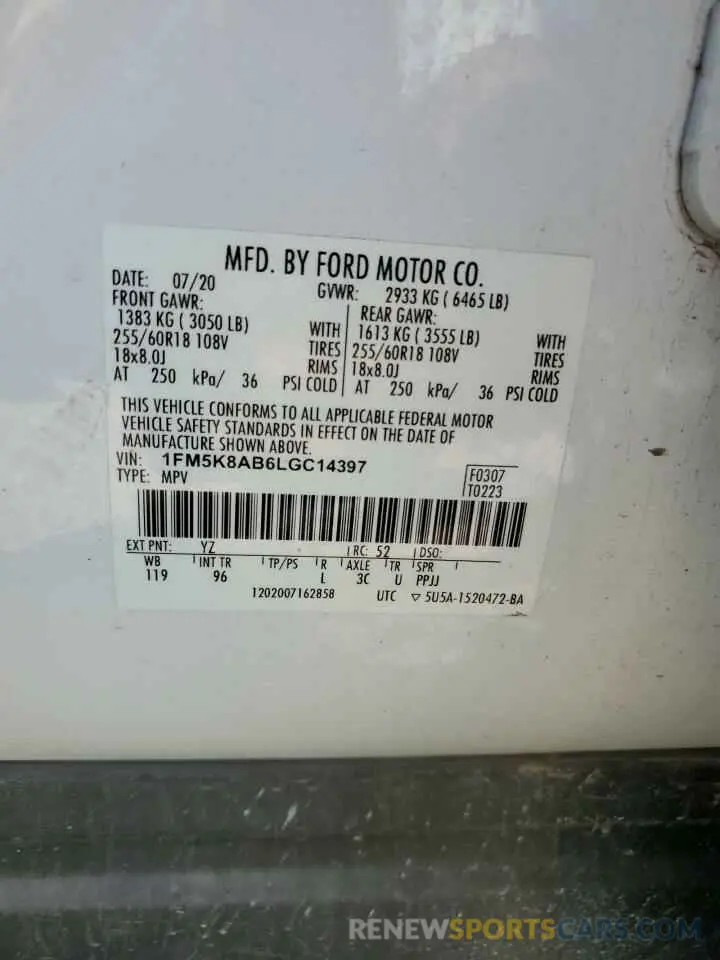 MFD. BY FORD MOTOR CO.
DATE: 07/20 GVWR: 2933 KG ( 6465 LB)
FRONT GAWR: REAR GAWR:
1383 KG ( 3050 LB) WITH 1613 KG ( 3555 LB) WITH
255/60R18 108V TIRES 255/60R18 108V TIRES
18x8.0J RIMS 18x8.0J RIMS
AT 250 kPa/ 36 PSI COLD AT 250 kPa/ 36 PSI COLD
THIS VEHICLE CONFORMS TO ALL APPLICABLE FEDERAL MOTOR
VEHICLE SAFETY STANDARDS IN EFFECT ON THE DATE OF
MANUFACTURE SHOWN ABOVE.
VIN: 1FM5K8AB6LGC14397 F0307
TYPE: MPV T0223
EXT PNT: YZ RC: 52 DSO:
WB INT TR TP/PS R AXLE TR SPR
119 96 L 3C U PPJJ
1202007162858 UTC ▽ 5U5A-1520472-BA
RENEWSPORTSCARS.COM